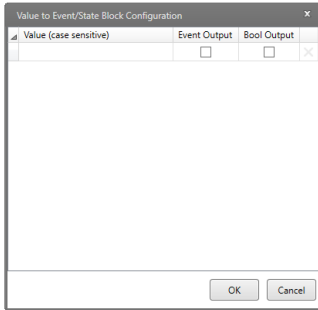 Value to Event/State Block Configuration
Value (case sensitive) Event Output Bool Output
OK Cancel